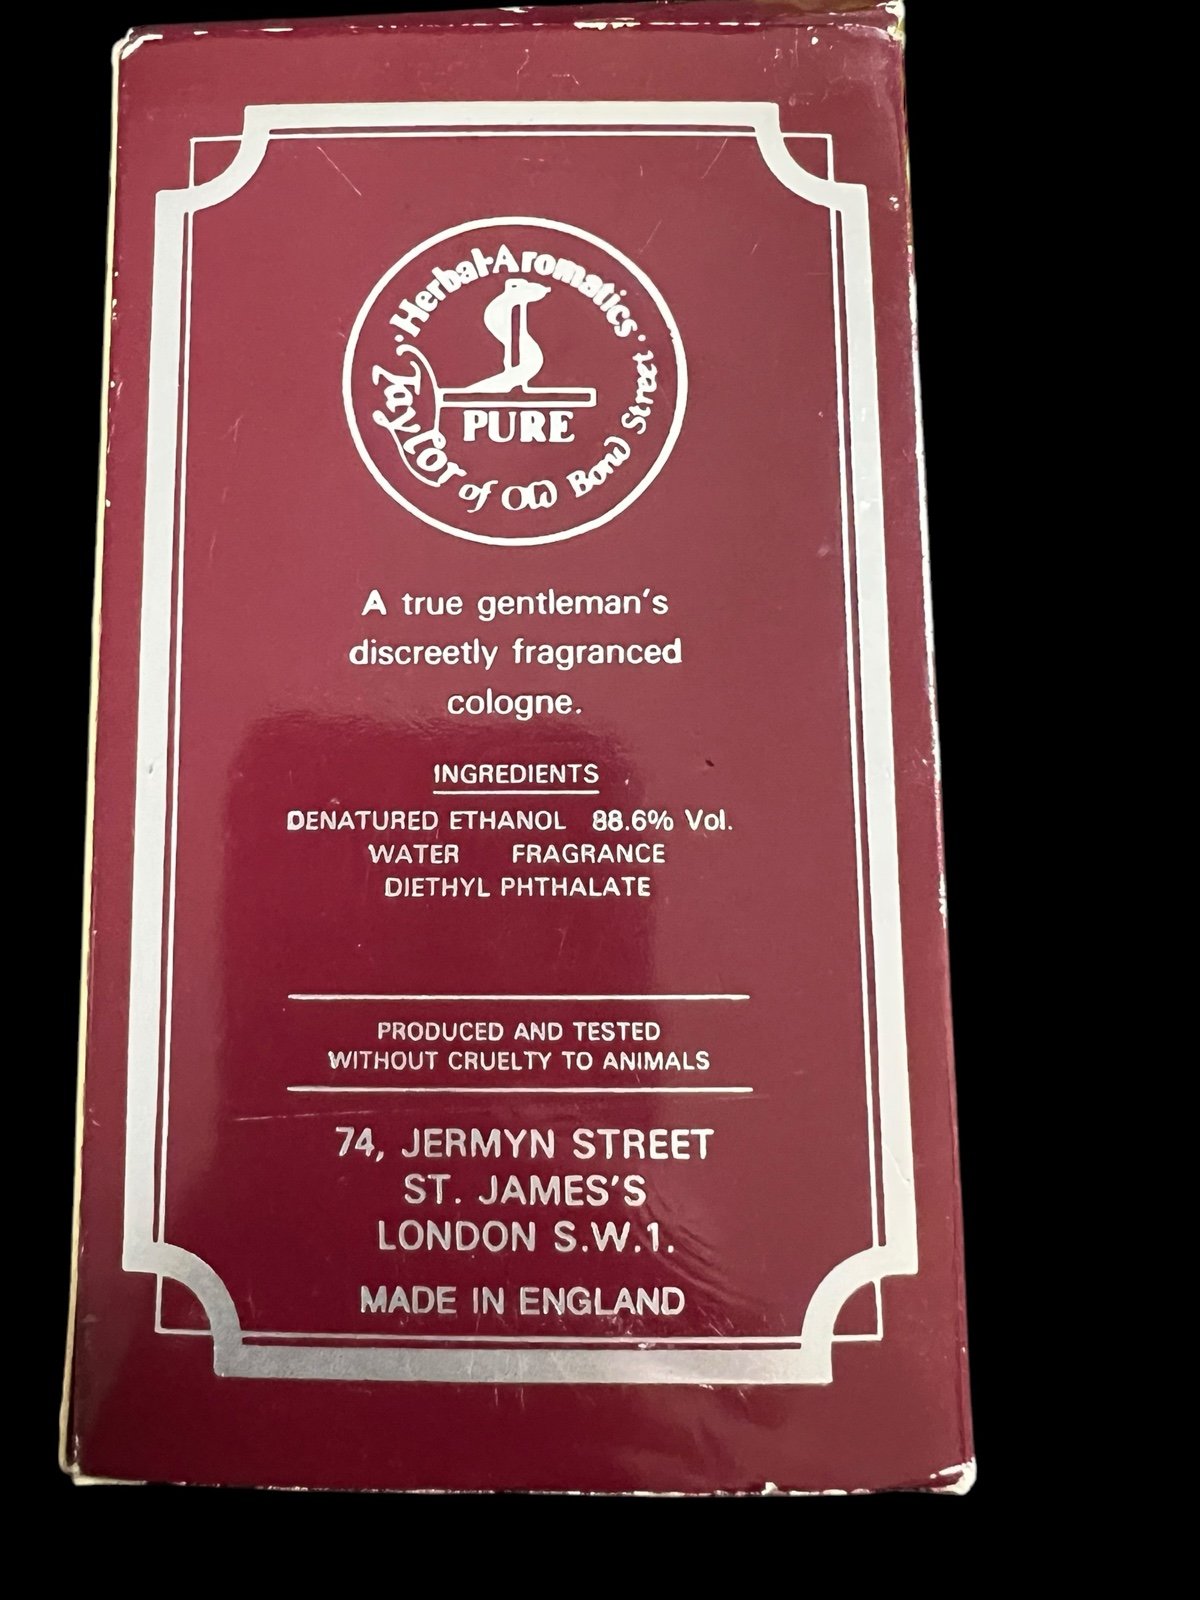 ·Herbal·Aromatics·
PURE
Taylor of Old Bond Street
A true gentleman's
discreetly fragranced
cologne.
INGREDIENTS
DENATURED ETHANOL 88.6% Vol.
WATER FRAGRANCE
DIETHYL PHTHALATE
PRODUCED AND TESTED
WITHOUT CRUELTY TO ANIMALS
74, JERMYN STREET
ST. JAMES'S
LONDON S.W.1.
MADE IN ENGLAND